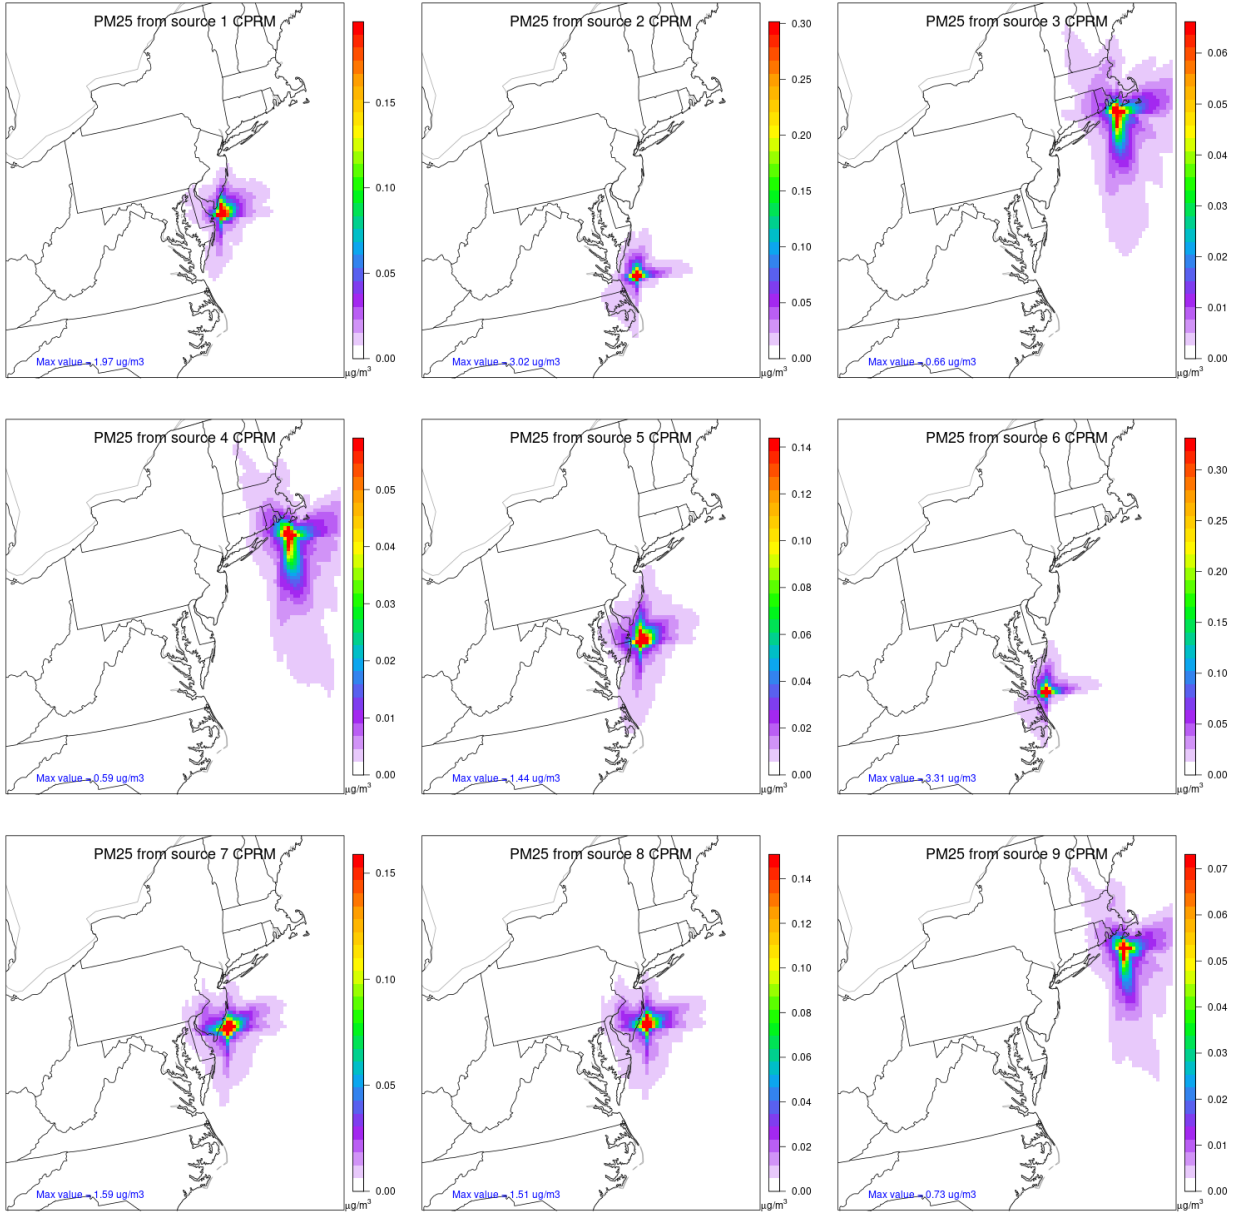 PM25 from source 1 CPRM
0.15
0.10
0.05
0.00
Max value = 1.97 ug/m3
µg/m³
PM25 from source 2 CPRM
0.30
0.25
0.20
0.15
0.10
0.05
0.00
Max value = 3.02 ug/m3
µg/m³
PM25 from source 3 CPRM
0.06
0.05
0.04
0.03
0.02
0.01
0.00
Max value = 0.66 ug/m3
µg/m³
PM25 from source 4 CPRM
0.05
0.04
0.03
0.02
0.01
0.00
Max value = 0.59 ug/m3
µg/m³
PM25 from source 5 CPRM
0.14
0.12
0.10
0.08
0.06
0.04
0.02
0.00
Max value = 1.44 ug/m3
µg/m³
PM25 from source 6 CPRM
0.30
0.25
0.20
0.15
0.10
0.05
0.00
Max value = 3.31 ug/m3
µg/m³
PM25 from source 7 CPRM
0.15
0.10
0.05
0.00
Max value = 1.59 ug/m3
µg/m³
PM25 from source 8 CPRM
0.14
0.12
0.10
0.08
0.06
0.04
0.02
0.00
Max value = 1.51 ug/m3
µg/m³
PM25 from source 9 CPRM
0.07
0.06
0.05
0.04
0.03
0.02
0.01
0.00
Max value = 0.73 ug/m3
µg/m³